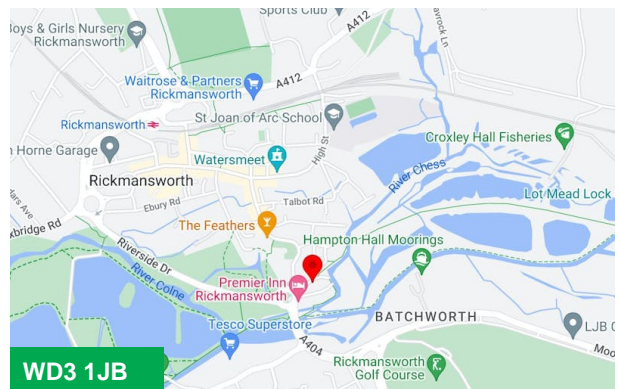 Sports Club
Boys & Girls Nursery
Rickmansworth
A412
Waitrose & Partners
Rickmansworth
A412
St Joan of Arc School
Rickmansworth
Horne Garage
High St
Croxley Hall Fisheries
Watersmeet
Rickmansworth
River Chess
Lot Mead Lock
Ebury Rd
Talbot Rd
The Feathers
Riverside Dr
Hampton Hall Moorings
River Colne
Premier Inn
Rickmansworth
Tesco Superstore
BATCHWORTH
A404
LJB
Rickmansworth
Golf Course
WD3 1JB